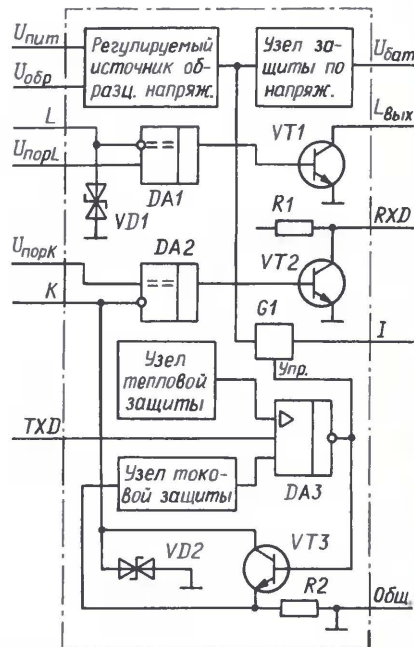 Uпит
Uобр
Регулируемый
источник об-
разц. напряж.
Узел за-
щиты по
напряж.
Uбат
L
UпорL
DA1
VD1
VT1
Lвых
UпорК
К
DA2
R1
RXD
VT2
G1
I
Упр.
Узел
тепловой
защиты
TXD
Узел токо-
вой защиты
DA3
VD2
VT3
R2
Общ.